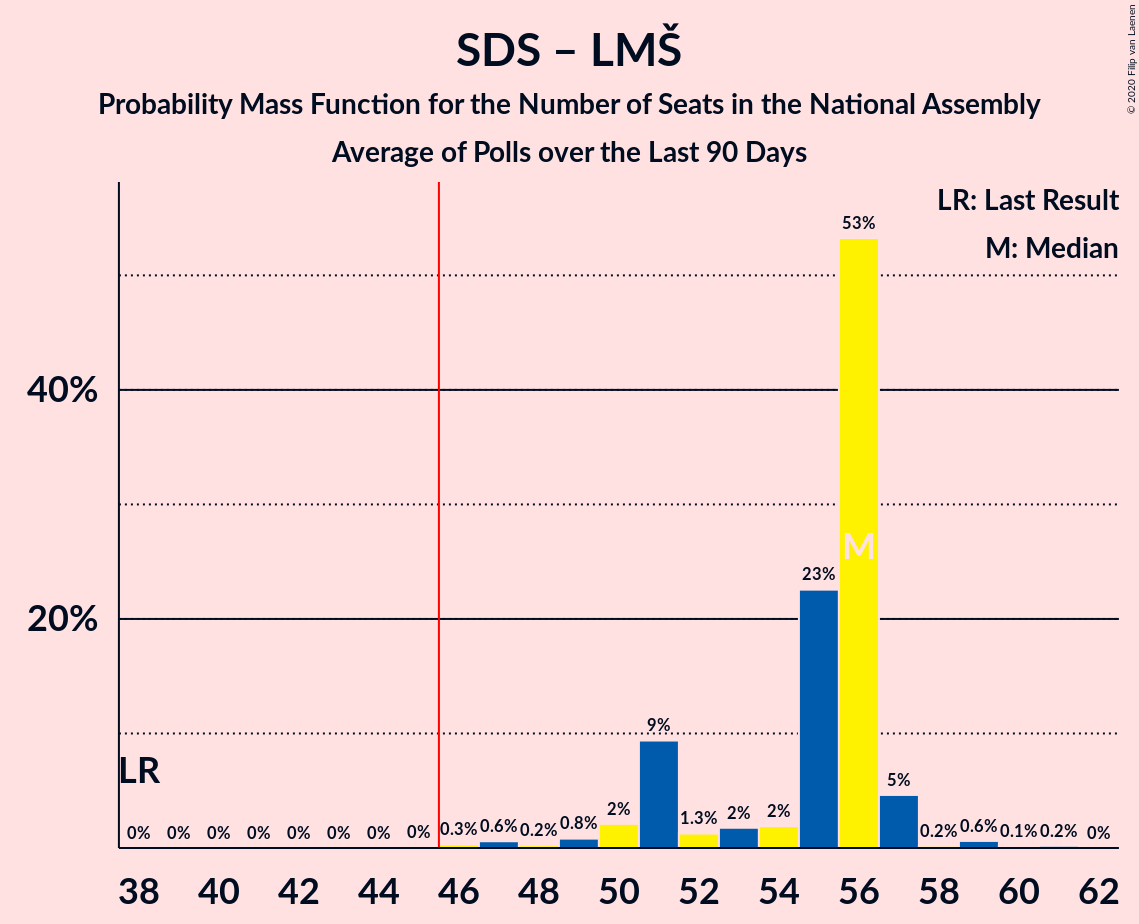 SDS – LMŠ
Probability Mass Function for the Number of Seats in the National Assembly
Average of Polls over the Last 90 Days
© 2020 Filip van Laenen
LR: Last Result
M: Median
53%
40%
M
23%
20%
9%
LR
5%
2%
2%
2%
1.3%
0% 0% 0% 0% 0% 0% 0% 0% 0.3% 0.6% 0.2% 0.8% 0.2% 0.6% 0.1% 0.2% 0%
38 40 42 44 46 48 50 52 54 56 58 60 62